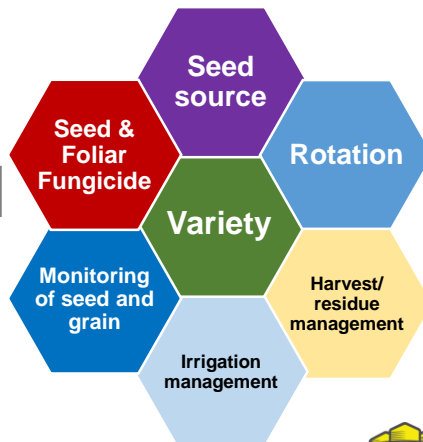 Seed
source
Seed &
Foliar
Fungicide
Rotation
Variety
Monitoring
of seed and
grain
Harvest/
residue
management
Irrigation
management